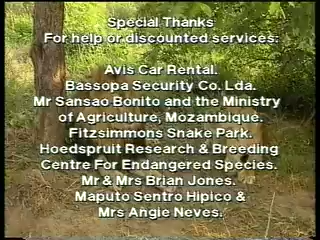 Special Thanks
For help or discounted services:
Avis Car Rental.
Bassopa Security Co. Lda.
Mr Sansao Bonito and the Ministry
of Agriculture, Mozambique.
Fitzsimmons Snake Park.
Hoedspruit Research & Breeding
Centre For Endangered Species.
Mr & Mrs Brian Jones.
Maputo Sentro Hipico &
Mrs Angie Neves.